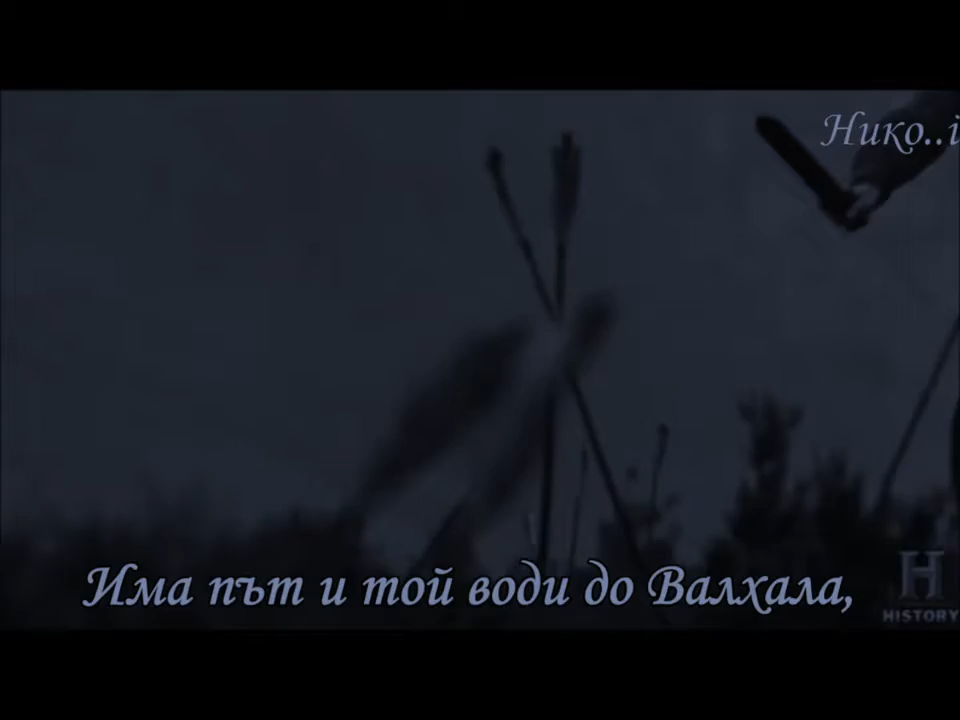 Нико..i
Има път и той води до Валхала,
H
HISTORY